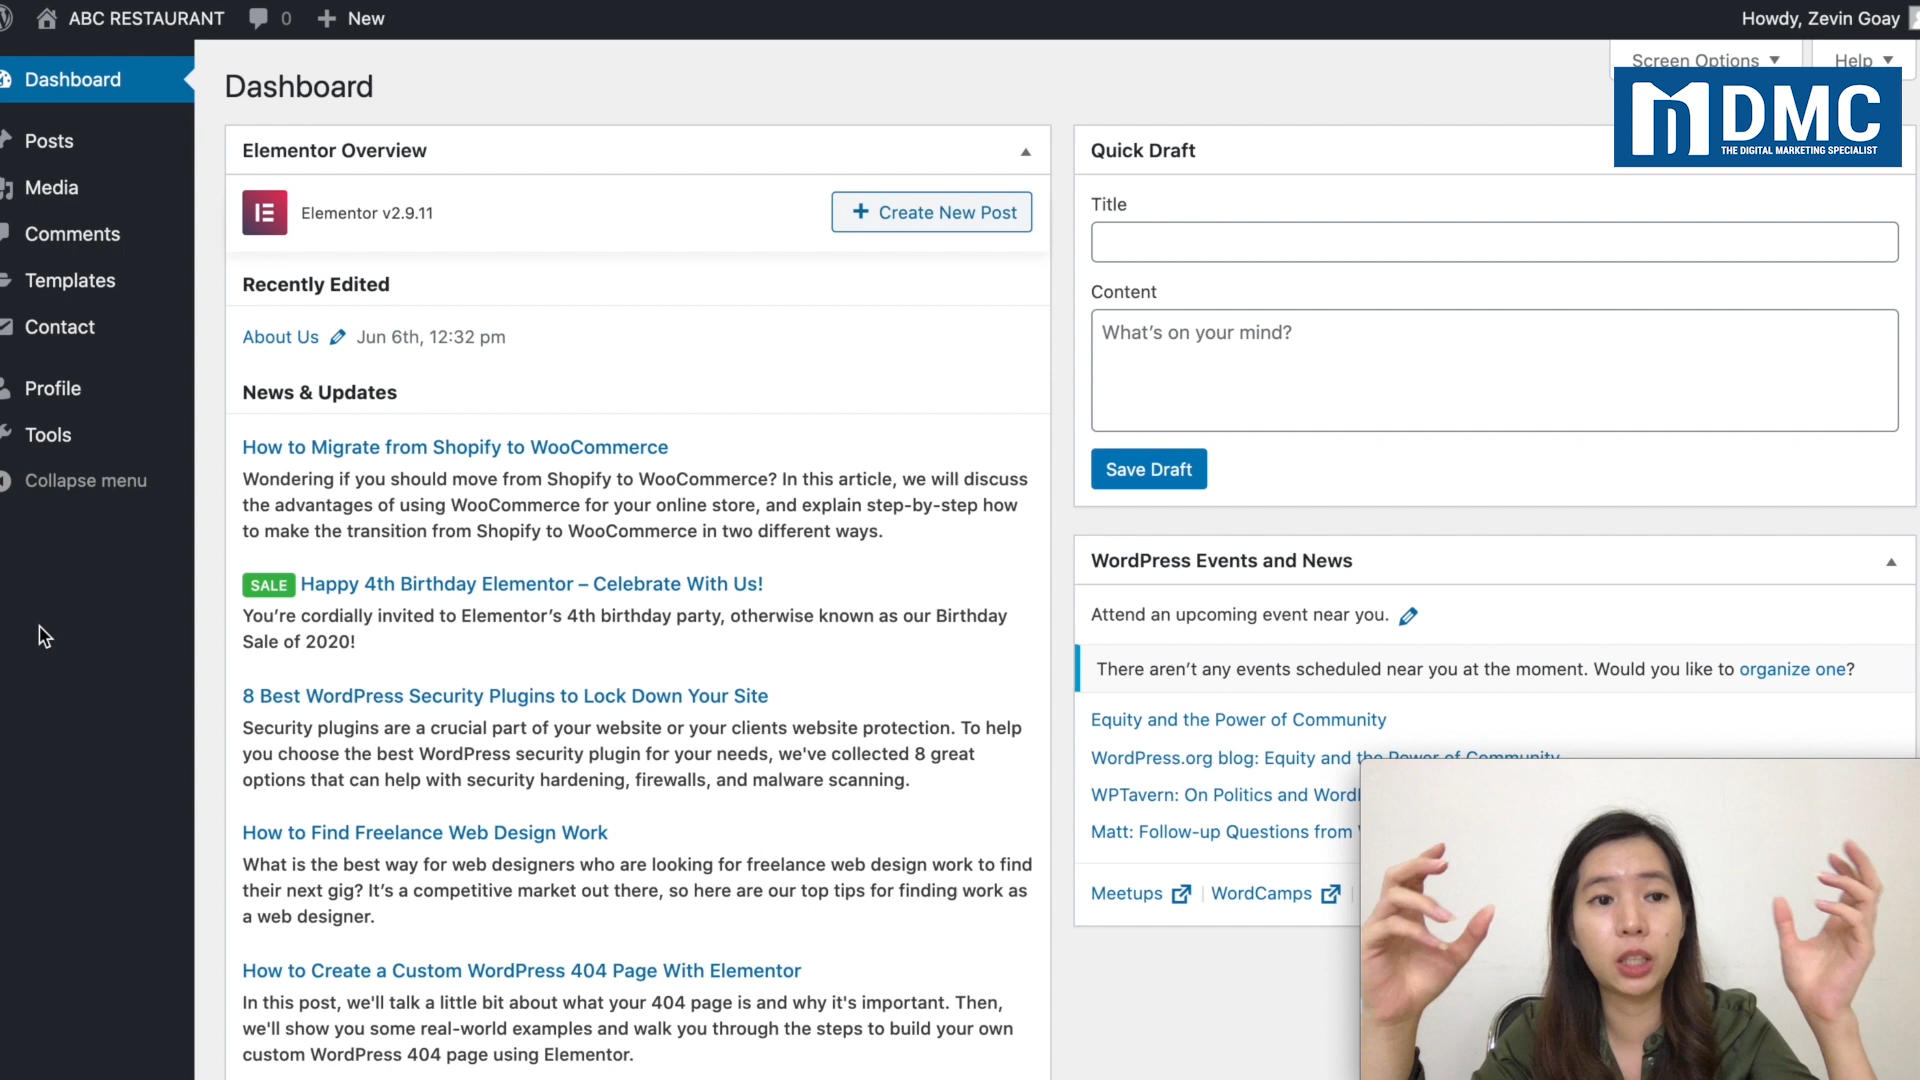 ABC RESTAURANT 0 New
Howdy, Zevin Goay
Dashboard
Posts
Media
Comments
Templates
Contact
Profile
Tools
Collapse menu
Screen Options
Help
DMC
THE DIGITAL MARKETING SPECIALIST
Dashboard
Elementor Overview
Elementor v2.9.11
Create New Post
Recently Edited
About Us Jun 6th, 12:32 pm
News & Updates
How to Migrate from Shopify to WooCommerce
Wondering if you should move from Shopify to WooCommerce? In this article, we will discuss
the advantages of using WooCommerce for your online store, and explain step-by-step how
to make the transition from Shopify to WooCommerce in two different ways.
SALE Happy 4th Birthday Elementor – Celebrate With Us!
You’re cordially invited to Elementor’s 4th birthday party, otherwise known as our Birthday
Sale of 2020!
8 Best WordPress Security Plugins to Lock Down Your Site
Security plugins are a crucial part of your website or your clients website protection. To help
you choose the best WordPress security plugin for your needs, we've collected 8 great
options that can help with security hardening, firewalls, and malware scanning.
How to Find Freelance Web Design Work
What is the best way for web designers who are looking for freelance web design work to find
their next gig? It’s a competitive market out there, so here are our top tips for finding work as
a web designer.
How to Create a Custom WordPress 404 Page With Elementor
In this post, we'll talk a little bit about what your 404 page is and why it's important. Then,
we'll show you some real-world examples and walk you through the steps to build your own
custom WordPress 404 page using Elementor.
Quick Draft
Title
Content
What’s on your mind?
Save Draft
WordPress Events and News
Attend an upcoming event near you.
There aren’t any events scheduled near you at the moment. Would you like to organize one?
Equity and the Power of Community
WordPress.org blog: Equity and the Power of Community
WPTavern: On Politics and Word
Matt: Follow-up Questions from
Meetups | WordCamps |